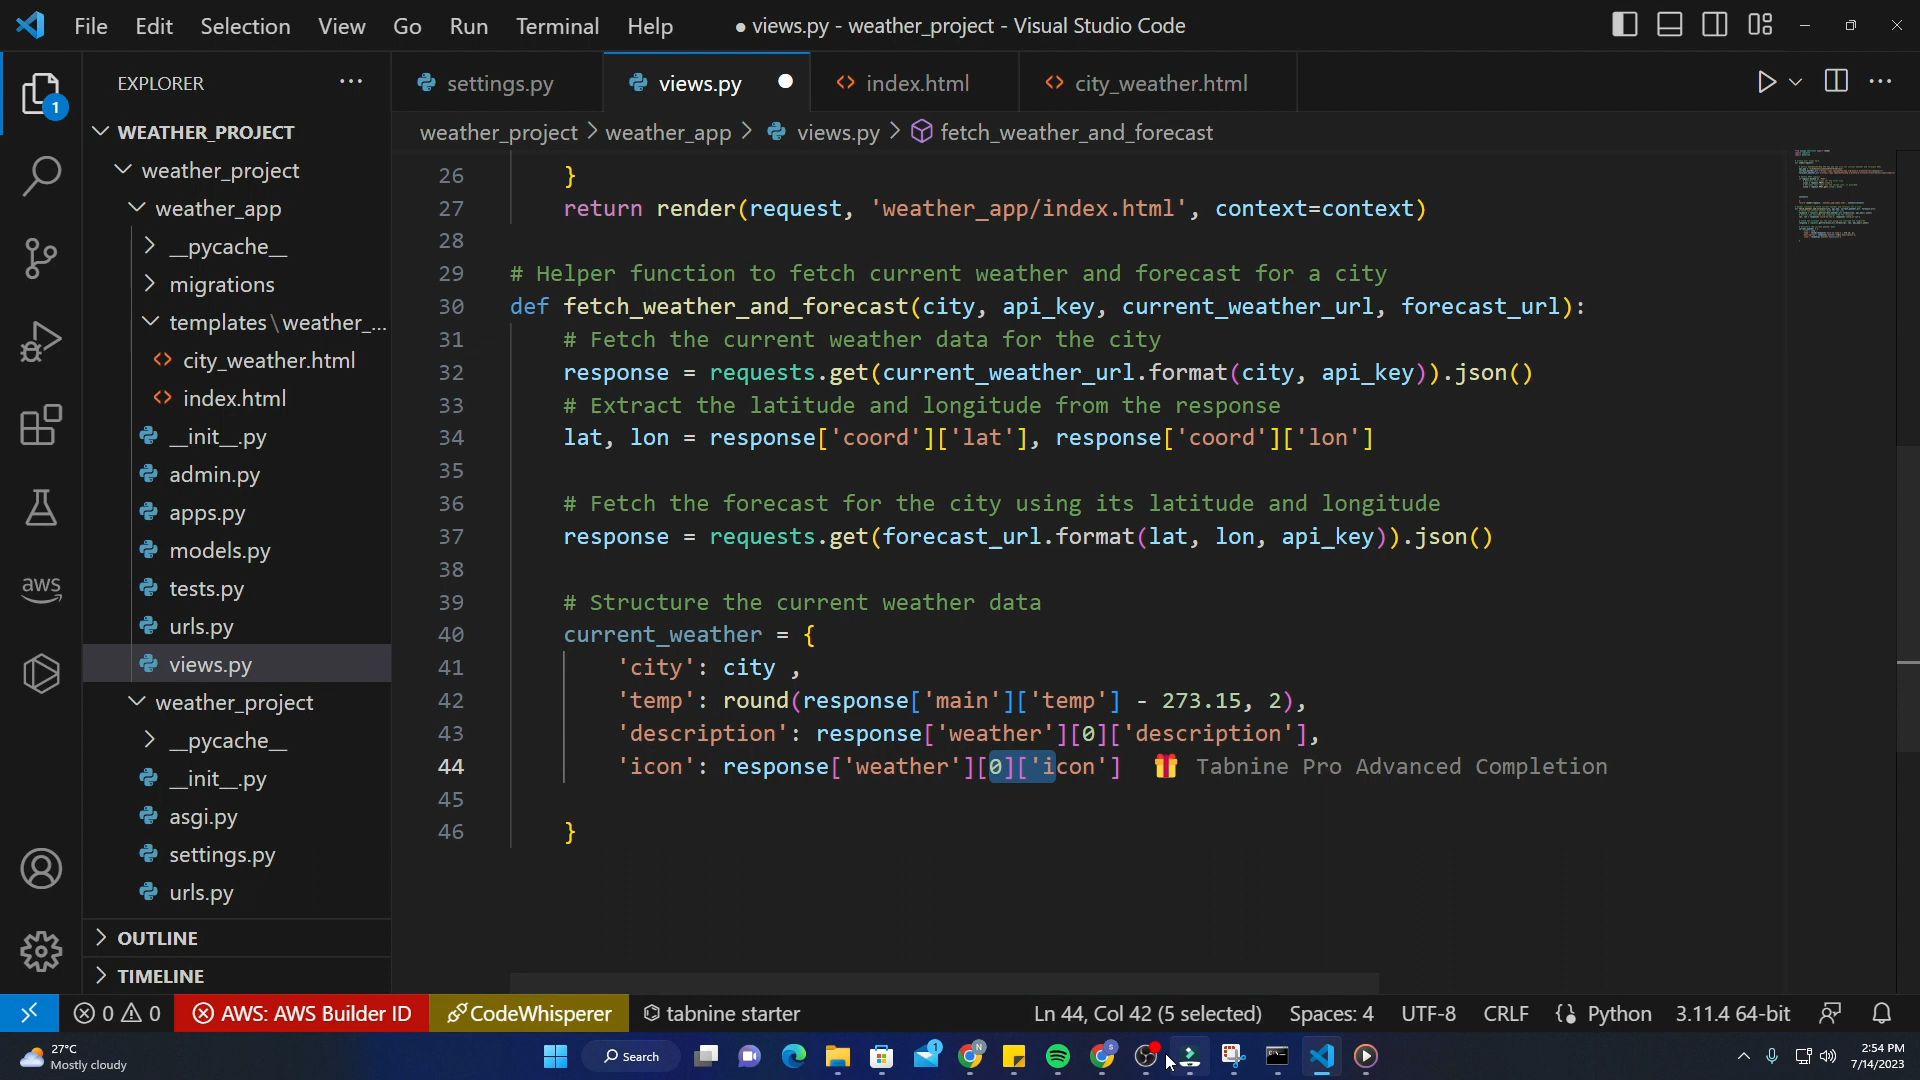 File Edit Selection View Go Run Terminal Help
● views.py - weather_project - Visual Studio Code
EXPLORER
settings.py
views.py
index.html
city_weather.html
weather_project > weather_app > views.py > fetch_weather_and_forecast
1
WEATHER_PROJECT
weather_project
weather_app
__pycache__
migrations
templates\weather_...
city_weather.html
index.html
__init__.py
admin.py
apps.py
models.py
tests.py
urls.py
views.py
weather_project
__pycache__
__init__.py
asgi.py
settings.py
urls.py
OUTLINE
TIMELINE
aws
26 }
27 return render(request, 'weather_app/index.html', context=context)
28
29 # Helper function to fetch current weather and forecast for a city
30 def fetch_weather_and_forecast(city, api_key, current_weather_url, forecast_url):
31 # Fetch the current weather data for the city
32 response = requests.get(current_weather_url.format(city, api_key)).json()
33 # Extract the latitude and longitude from the response
34 lat, lon = response['coord']['lat'], response['coord']['lon']
35
36 # Fetch the forecast for the city using its latitude and longitude
37 response = requests.get(forecast_url.format(lat, lon, api_key)).json()
38
39 # Structure the current weather data
40 current_weather = {
41 'city': city ,
42 'temp': round(response['main']['temp'] - 273.15, 2),
43 'description': response['weather'][0]['description'],
44 'icon': response['weather'][0]['icon'] Tabnine Pro Advanced Completion
45
46 }
0 0 AWS: AWS Builder ID CodeWhisperer tabnine starter Ln 44, Col 42 (5 selected) Spaces: 4 UTF-8 CRLF Python 3.11.4 64-bit
27°C
Mostly cloudy
Search
1
N
S
2:54 PM
7/14/2023